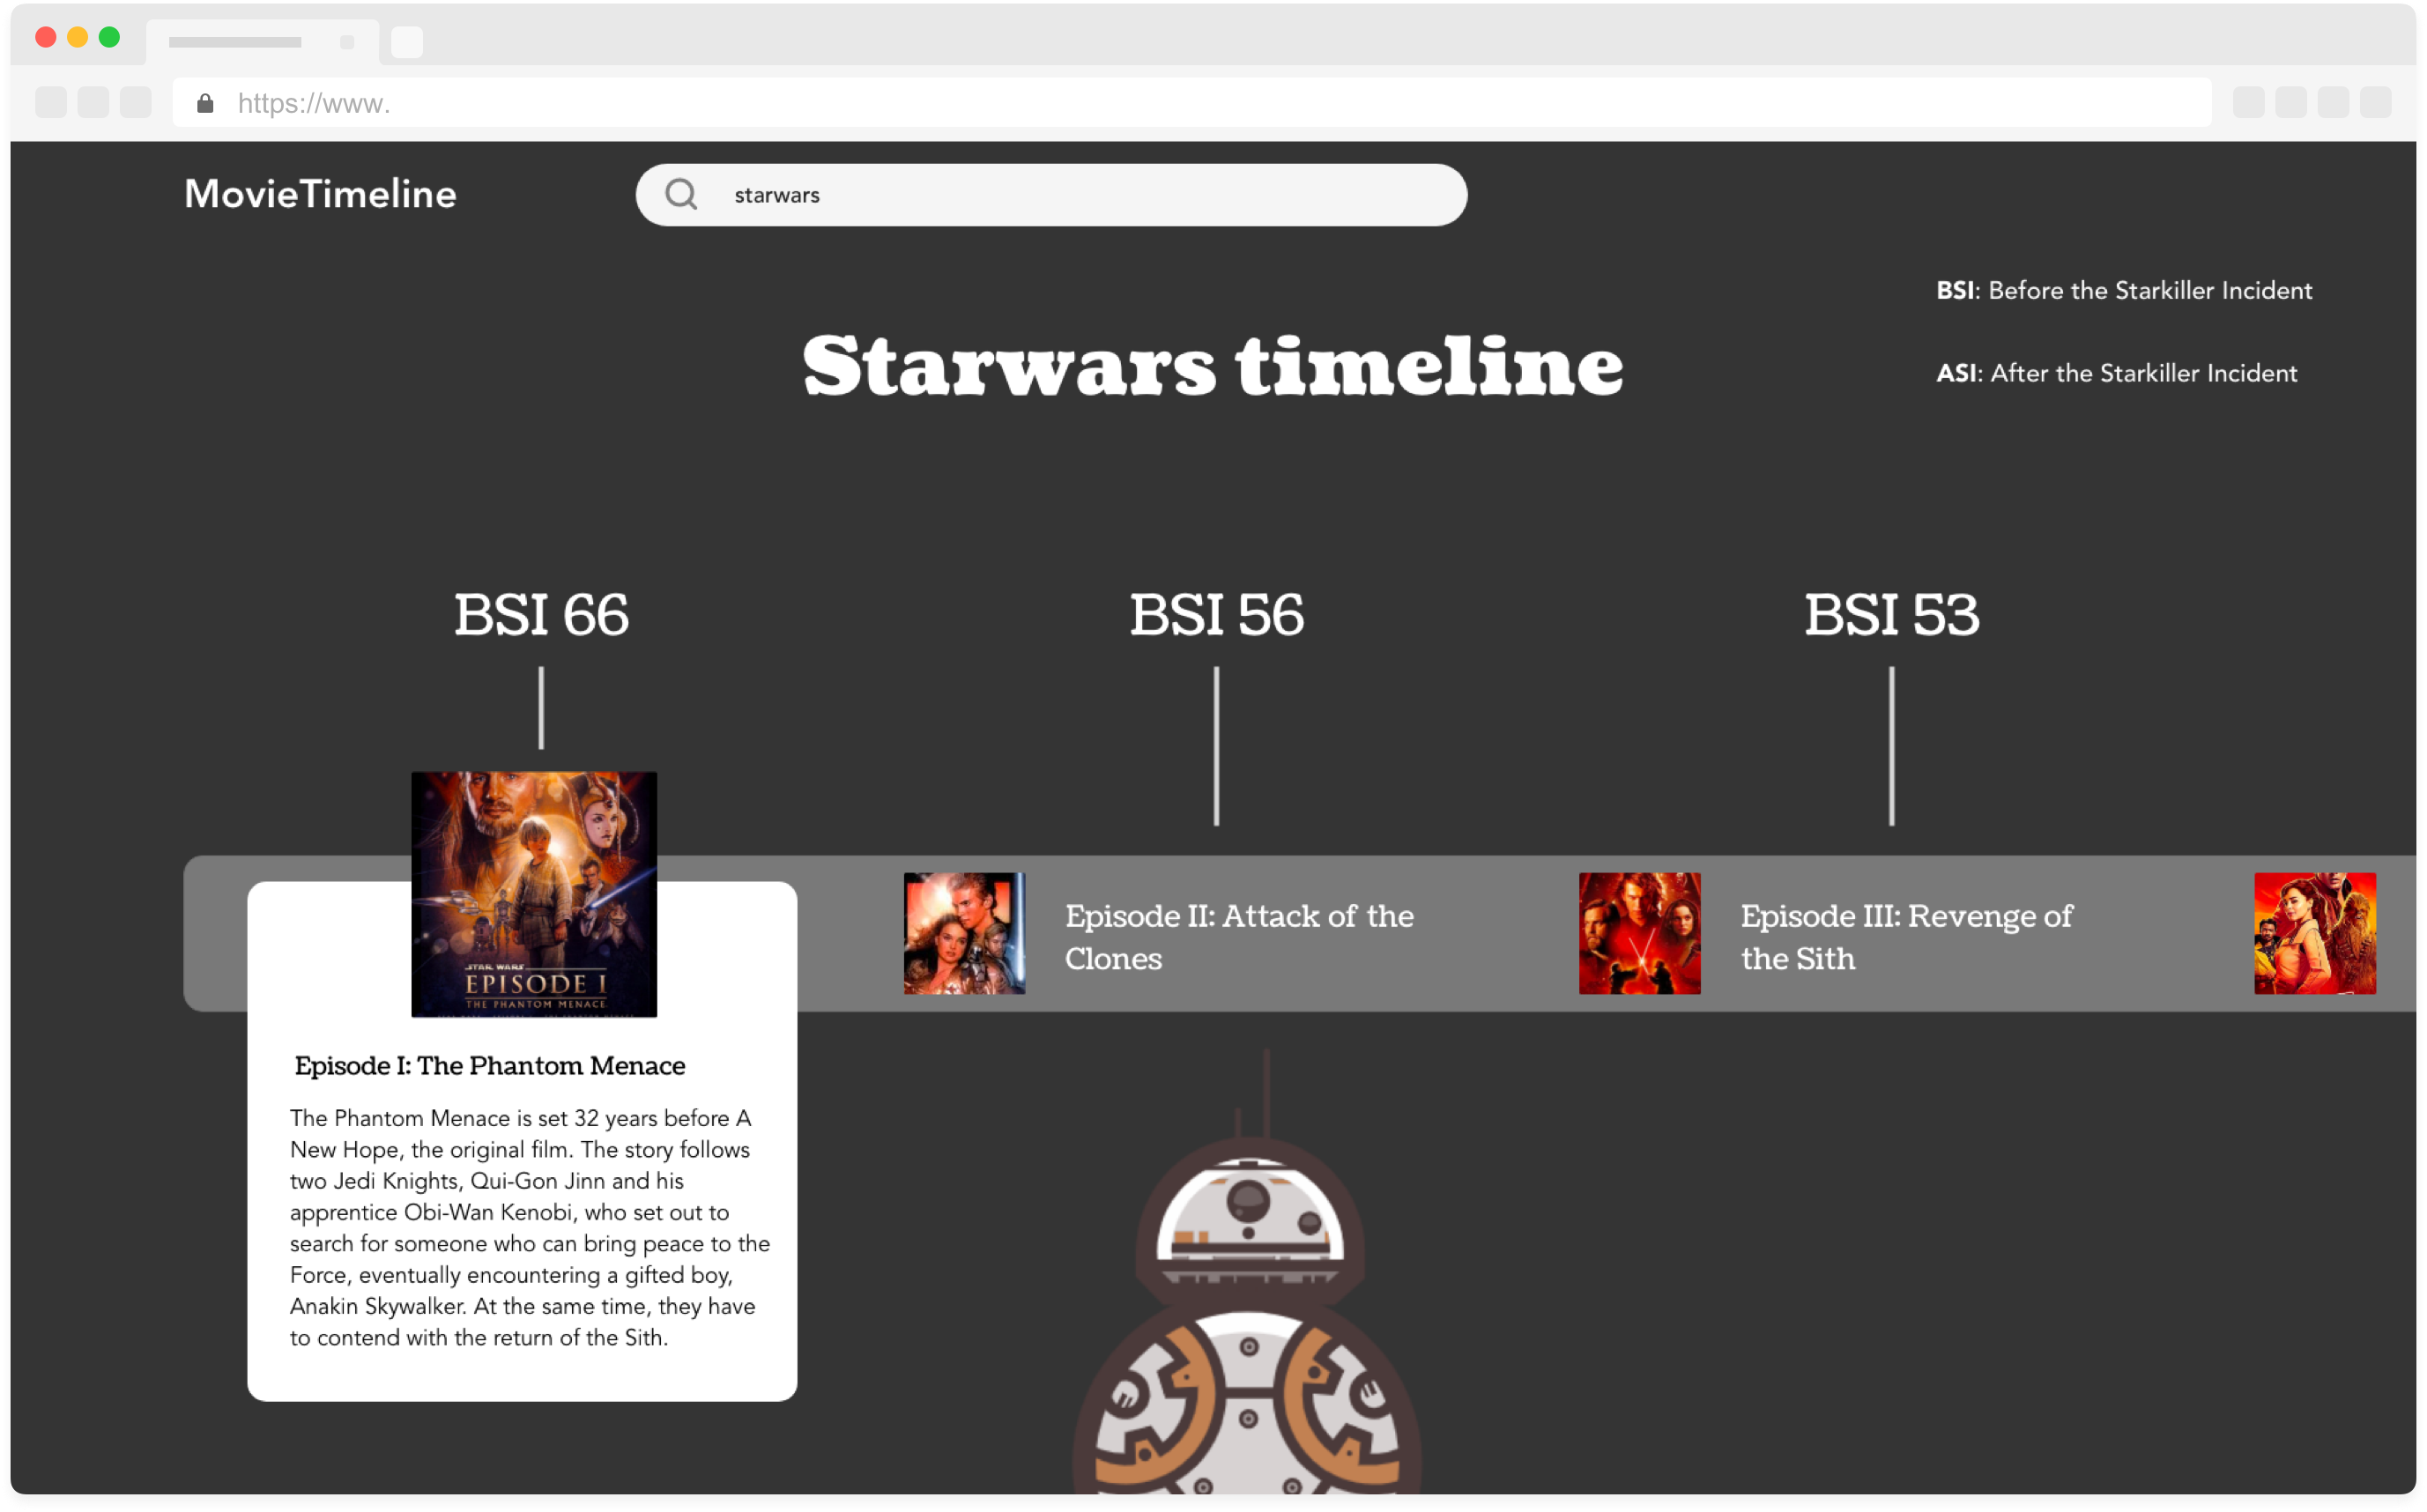 https://www.
MovieTimeline
starwars
BSI: Before the Starkiller Incident
Starwars timeline
ASI: After the Starkiller Incident
BSI 66
BSI 56
BSI 53
STAR WARS
EPISODE I
THE PHANTOM MENACE
Episode II: Attack of the
Clones
Episode III: Revenge of
the Sith
Episode I: The Phantom Menace
The Phantom Menace is set 32 years before A
New Hope, the original film. The story follows
two Jedi Knights, Qui-Gon Jinn and his
apprentice Obi-Wan Kenobi, who set out to
search for someone who can bring peace to the
Force, eventually encountering a gifted boy,
Anakin Skywalker. At the same time, they have
to contend with the return of the Sith.